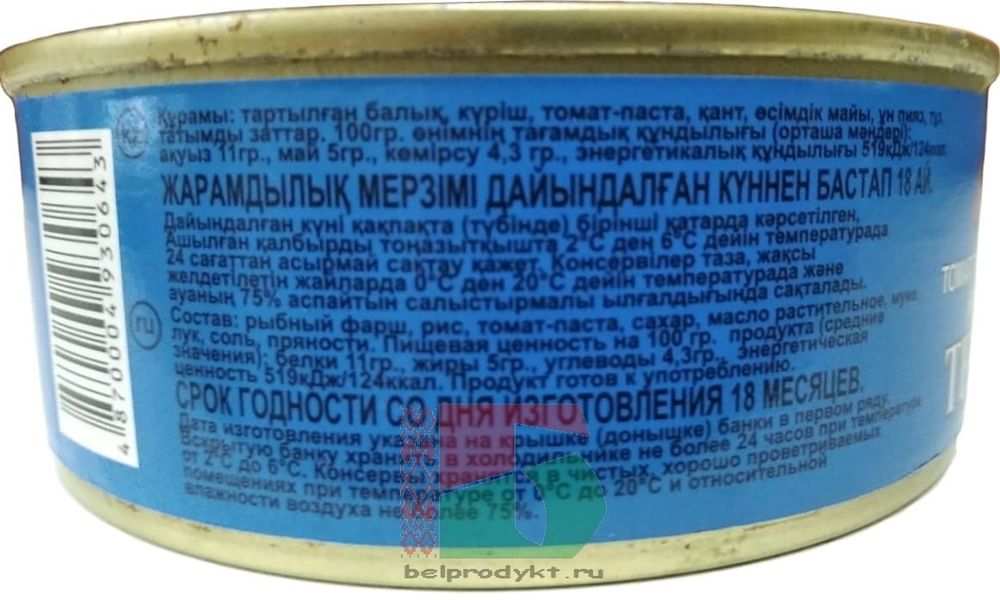 kz
Құрамы: тартылған балық, күріш, томат-паста, қант, өсімдік майы, ұн пияз, тұз,
татымды заттар. 100гр. өнімнің тағамдық құндылығы (орташа мәндері):
ақуыз 11гр., май 5гр., көмірсу 4,3 гр., энергетикалық құндылығы 519кДж/124ккал.
ЖАРАМДЫЛЫҚ МЕРЗІМІ ДАЙЫНДАЛҒАН КҮННЕН БАСТАП 18 АЙ.
Дайындалған күні қақпақта (түбінде) бірінші қатарда көрсетілген,
Ашылған қалбырды тоңазытқышта 2°С ден 6°С дейін температурада
24 сағаттан асырмай сақтау қажет. Консервілер таза, жақсы
желдетілетін жайларда 0°С ден 20°С дейін температурада және
ауаның 75% аспайтын салыстырмалы ылғалдығында сақталады.
ru
Состав: рыбный фарш, рис, томат-паста, сахар, масло растительное, мука,
лук, соль, пряности. Пищевая ценность на 100 гр. продукта (средние
значения): белки 11гр., жиры 5гр., углеводы 4,3гр., энергетическая
ценность 519кДж/124ккал. Продукт готов к употреблению.
СРОК ГОДНОСТИ СО ДНЯ ИЗГОТОВЛЕНИЯ 18 МЕСЯЦЕВ.
Дата изготовления указана на крышке (донышке) банки в первом ряду.
Вскрытую банку хранить в холодильнике не более 24 часов при температуре
от 2°С до 6°С. Консервы хранятся в чистых, хорошо проветриваемых
помещениях при температуре от 0°С до 20°С и относительной
влажности воздуха не более 75%.
4870004930643
belprodykt.ru